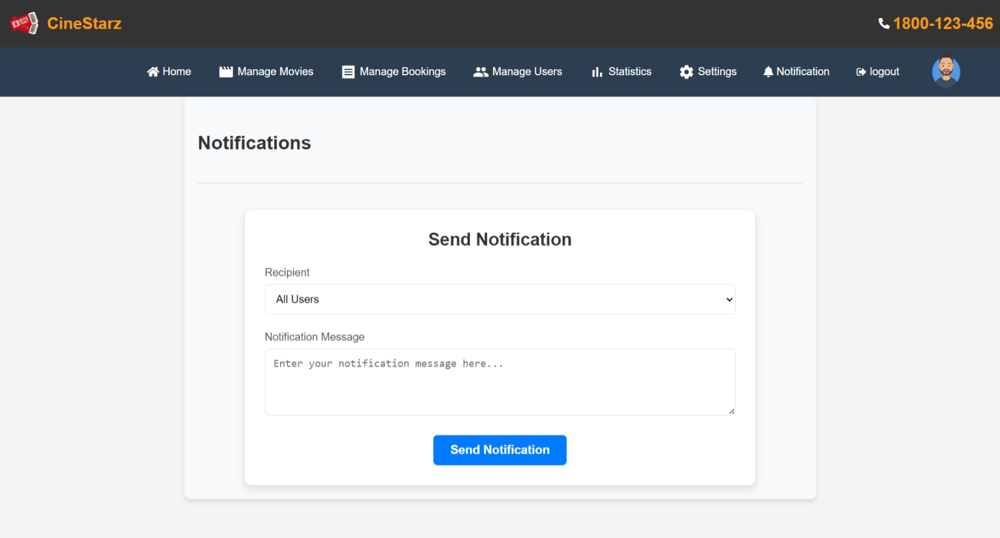 CineStarz
1800-123-456
Home
Manage Movies
Manage Bookings
Manage Users
Statistics
Settings
Notification
logout
Notifications
Send Notification
Recipient
All Users
Notification Message
Enter your notification message here...
Send Notification